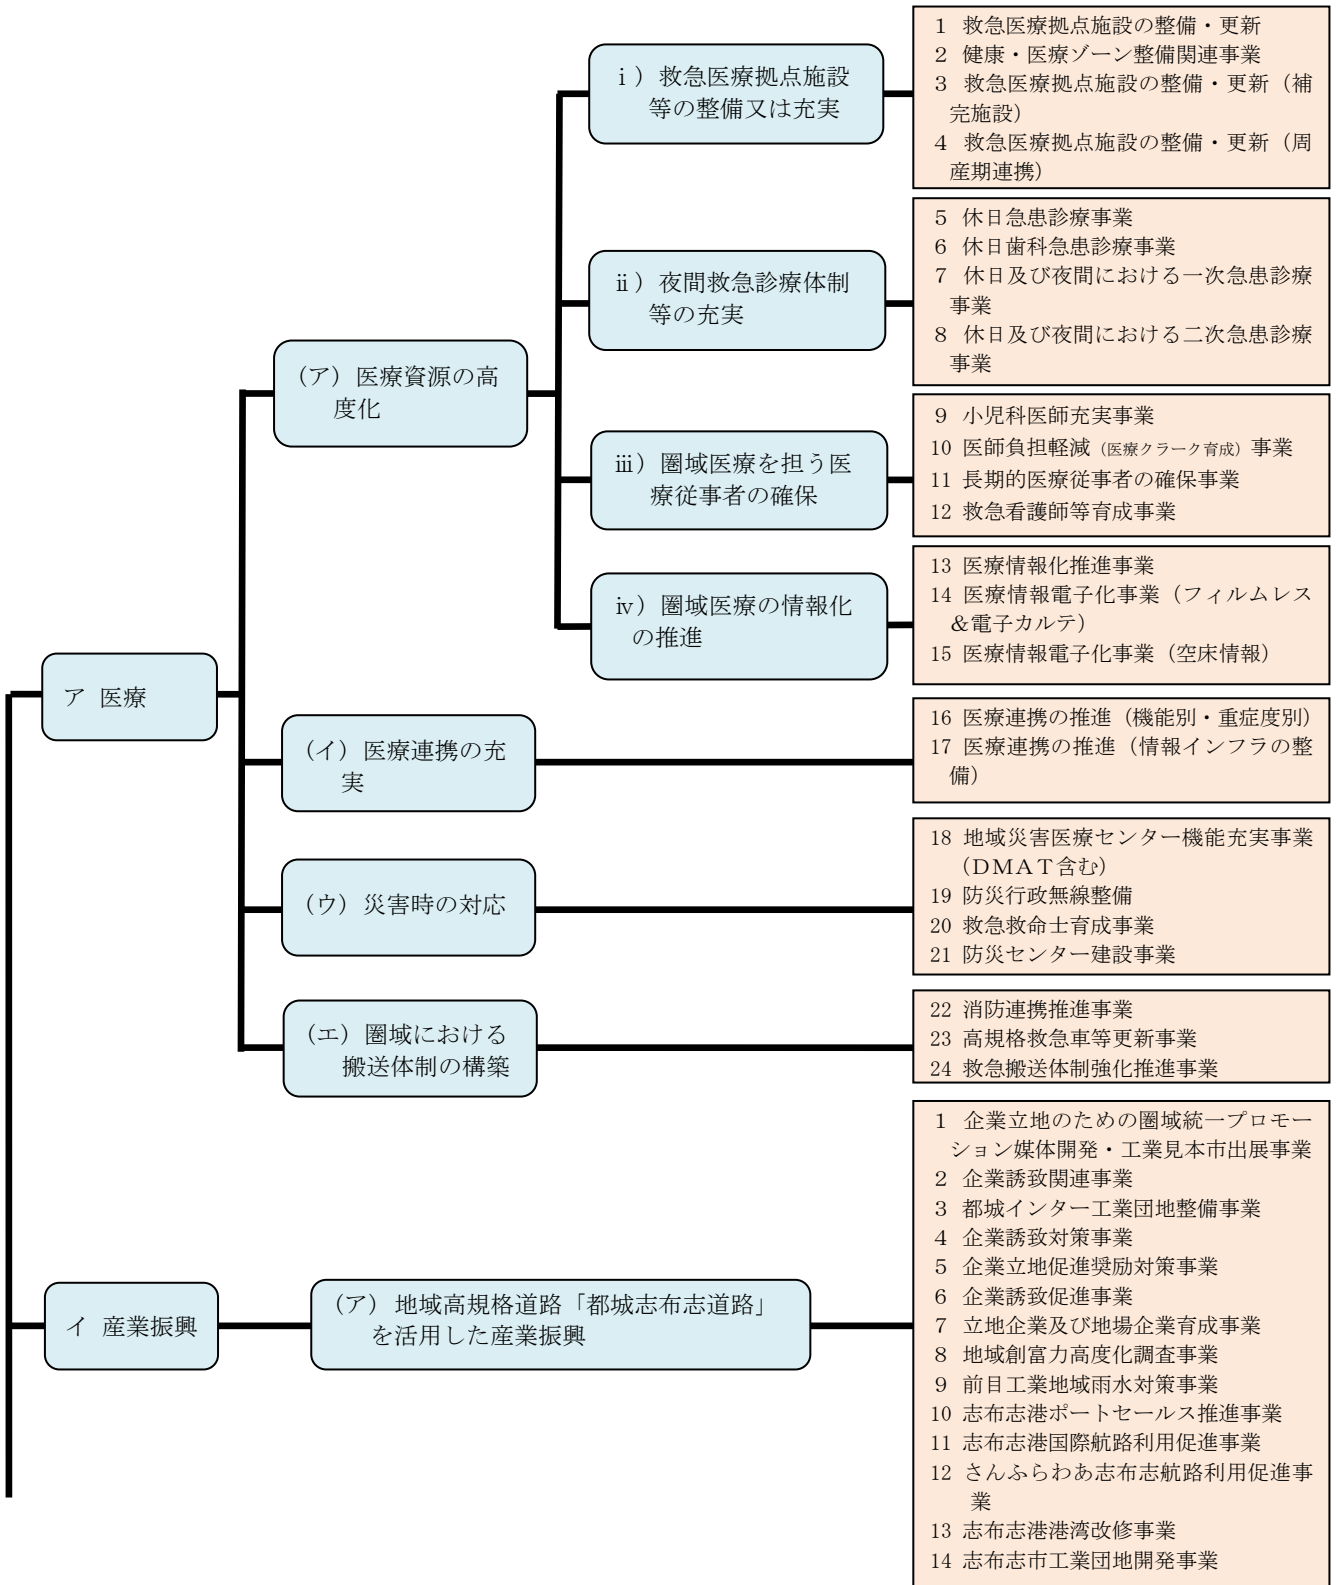 ア 医療
(ア) 医療資源の高
度化
ⅰ) 救急医療拠点施設
等の整備又は充実
1 救急医療拠点施設の整備・更新
2 健康・医療ゾーン整備関連事業
3 救急医療拠点施設の整備・更新（補
完施設）
4 救急医療拠点施設の整備・更新（周
産期連携）
ⅱ) 夜間救急診療体制
等の充実
5 休日急患診療事業
6 休日歯科急患診療事業
7 休日及び夜間における一次急患診療
事業
8 休日及び夜間における二次急患診療
事業
ⅲ) 圏域医療を担う医
療従事者の確保
9 小児科医師充実事業
10 医師負担軽減（医療クラーク育成）事業
11 長期的医療従事者の確保事業
12 救急看護師等育成事業
ⅳ) 圏域医療の情報化
の推進
13 医療情報化推進事業
14 医療情報電子化事業（フィルムレス
＆電子カルテ）
15 医療情報電子化事業（空床情報）
(イ) 医療連携の充
実
16 医療連携の推進（機能別・重症度別）
17 医療連携の推進（情報インフラの整
備）
(ウ) 災害時の対応
18 地域災害医療センター機能充実事業
（ＤＭＡＴ含む）
19 防災行政無線整備
20 救急救命士育成事業
21 防災センター建設事業
(エ) 圏域における
搬送体制の構築
22 消防連携推進事業
23 高規格救急車等更新事業
24 救急搬送体制強化推進事業
イ 産業振興
(ア) 地域高規格道路「都城志布志道路」
を活用した産業振興
1 企業立地のための圏域統一プロモー
ション媒体開発・工業見本市出展事業
2 企業誘致関連事業
3 都城インター工業団地整備事業
4 企業誘致対策事業
5 企業立地促進奨励対策事業
6 企業誘致促進事業
7 立地企業及び地場企業育成事業
8 地域創富力高度化調査事業
9 前目工業地域雨水対策事業
10 志布志港ポートセールス推進事業
11 志布志港国際航路利用促進事業
12 さんふらわあ志布志航路利用促進事
業
13 志布志港港湾改修事業
14 志布志市工業団地開発事業